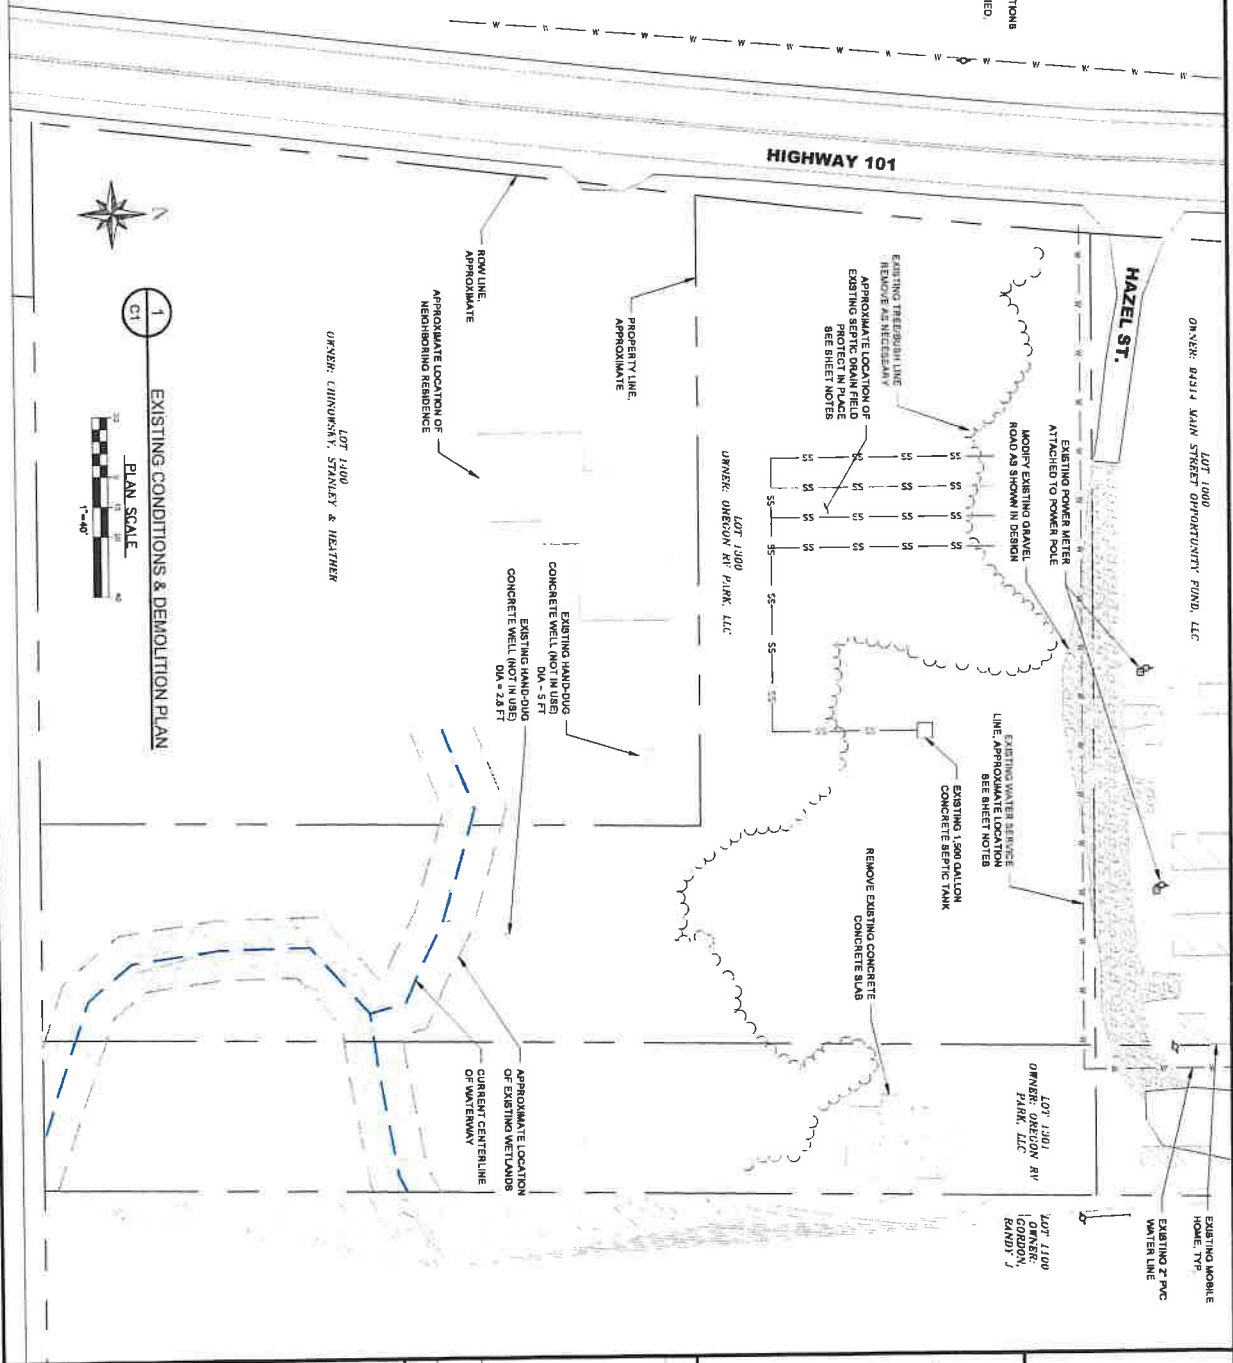 TIONS
IED,
HIGHWAY 101
HAZEL ST.
LOT 1000
OWNER: 84514 MAIN STREET OPPORTUNITY FUND, LLC
EXISTING POWER METER
ATTACHED TO POWER POLE
MODIFY EXISTING GRAVEL
ROAD AS SHOWN IN DESIGN
EXISTING TREE/BUSH LINE
REMOVE AS NECESSARY
APPROXIMATE LOCATION OF
EXISTING SEPTIC DRAIN FIELD
PROTECT IN PLACE
SEE SHEET NOTES
LOT 1300
OWNER: OREGON RV PARK, LLC
PROPERTY LINE,
APPROXIMATE
ROW LINE,
APPROXIMATE
APPROXIMATE LOCATION OF
NEIGHBORING RESIDENCE
LOT 1400
OWNER: CHINOWSKY, STANLEY & HEATHER
EXISTING WATER SERVICE
LINE, APPROXIMATE LOCATION
SEE SHEET NOTES
EXISTING 1,500 GALLON
CONCRETE SEPTIC TANK
REMOVE EXISTING CONCRETE
CONCRETE SLAB
EXISTING HAND-DUG
CONCRETE WELL (NOT IN USE)
DIA ~ 5 FT
EXISTING HAND-DUG
CONCRETE WELL (NOT IN USE)
DIA = 2.8 FT
APPROXIMATE LOCATION
OF EXISTING WETLANDS
CURRENT CENTERLINE
OF WATERWAY
LOT 1301
OWNER: OREGON RV
PARK, LLC
LOT 1100
OWNER:
GORDON,
RANDY J
EXISTING MOBILE
HOME, TYP.
EXISTING 2" PVC
WATER LINE
N
1
C1
EXISTING CONDITIONS & DEMOLITION PLAN
PLAN SCALE
1"=40'